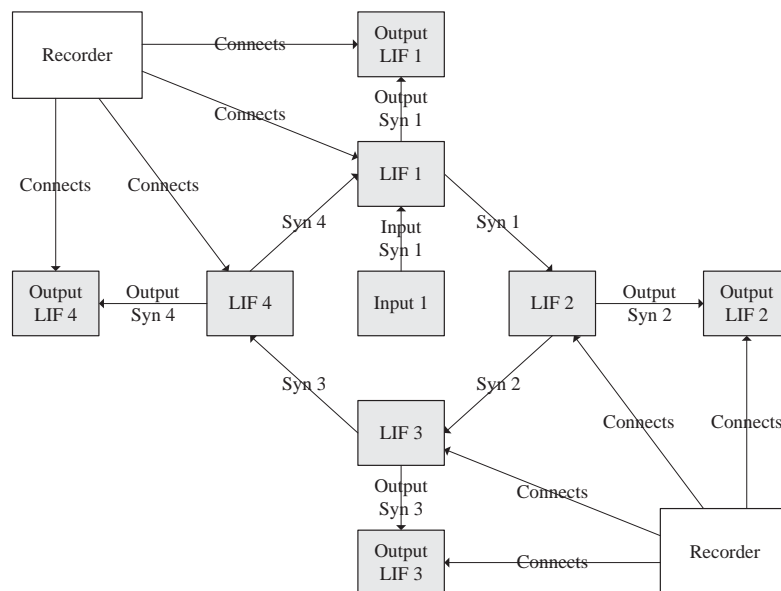 Output
LIF 1
Recorder
Connects
Output
Syn 1
Connects
LIF 1
Connects
Connects
Syn 4
Input
Syn 1
Syn 1
Output
LIF 4
Output
Syn 4
LIF 4
Input 1
LIF 2
Output
Syn 2
Output
LIF 2
Syn 3
Syn 2
LIF 3
Connects
Connects
Output
Syn 3
Connects
Output
LIF 3
Connects
Recorder